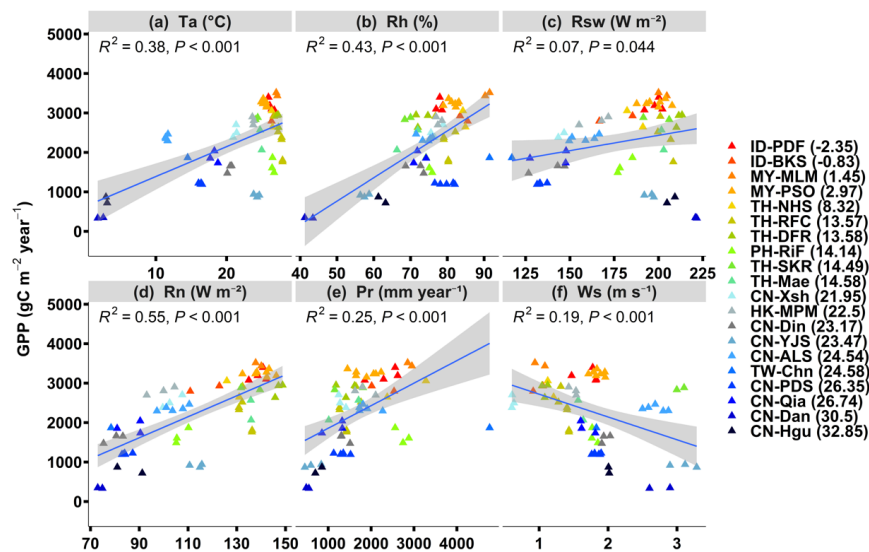 (a) Ta (°C)
(b) Rh (%)
(c) Rsw (W m⁻²)
R² = 0.38, P < 0.001
R² = 0.43, P < 0.001
R² = 0.07, P = 0.044
5000
4000
3000
2000
1000
0
10
20
40
50
60
70
80
90
125
150
175
200
225
(d) Rn (W m⁻²)
(e) Pr (mm year⁻¹)
(f) Ws (m s⁻¹)
R² = 0.55, P < 0.001
R² = 0.25, P < 0.001
R² = 0.19, P < 0.001
5000
4000
3000
2000
1000
0
70
90
110
130
150
1000
2000
3000
4000
1
2
3
GPP (gC m⁻² year⁻¹)
ID-PDF (-2.35)
ID-BKS (-0.83)
MY-MLM (1.45)
MY-PSO (2.97)
TH-NHS (8.32)
TH-RFC (13.57)
TH-DFR (13.58)
PH-RiF (14.14)
TH-SKR (14.49)
TH-Mae (14.58)
CN-Xsh (21.95)
HK-MPM (22.5)
CN-Din (23.17)
CN-YJS (23.47)
CN-ALS (24.54)
TW-Chn (24.58)
CN-PDS (26.35)
CN-Qia (26.74)
CN-Dan (30.5)
CN-Hgu (32.85)